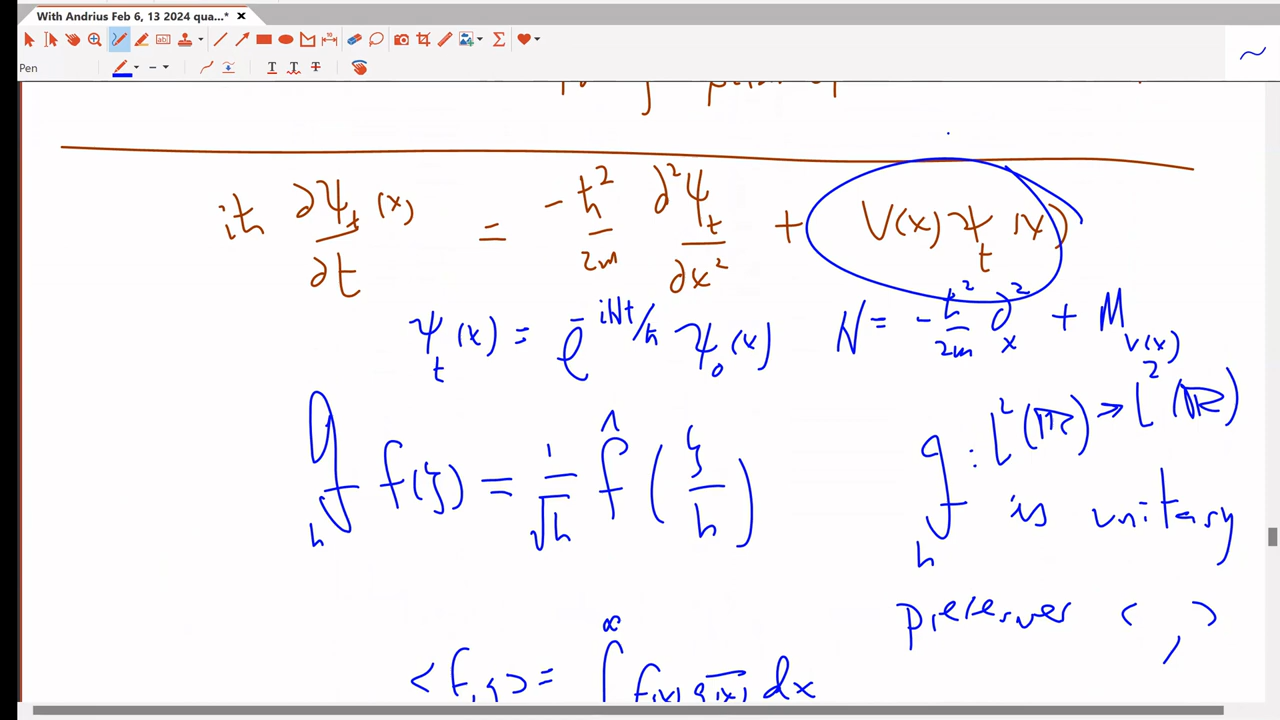 With Andrius Feb 6, 13 2024 qua...*
Pen
iħ ∂ψ_t(x)/∂t = -ħ²/2m ∂²ψ_t/∂x² + V(x)ψ_t(x)
ψ_t(x) = e^{-iHt/ħ} ψ_0(x) H = -ħ²/2m ∂_x² + M_{V(x)}
F_h f(ξ) = 1/√h f̂(ξ/h) F_h : L²(ℝ) → L²(ℝ)
is unitary
preserves < , >
<f,g> = ∫^∞ f(x) \overline{g(x)} dx